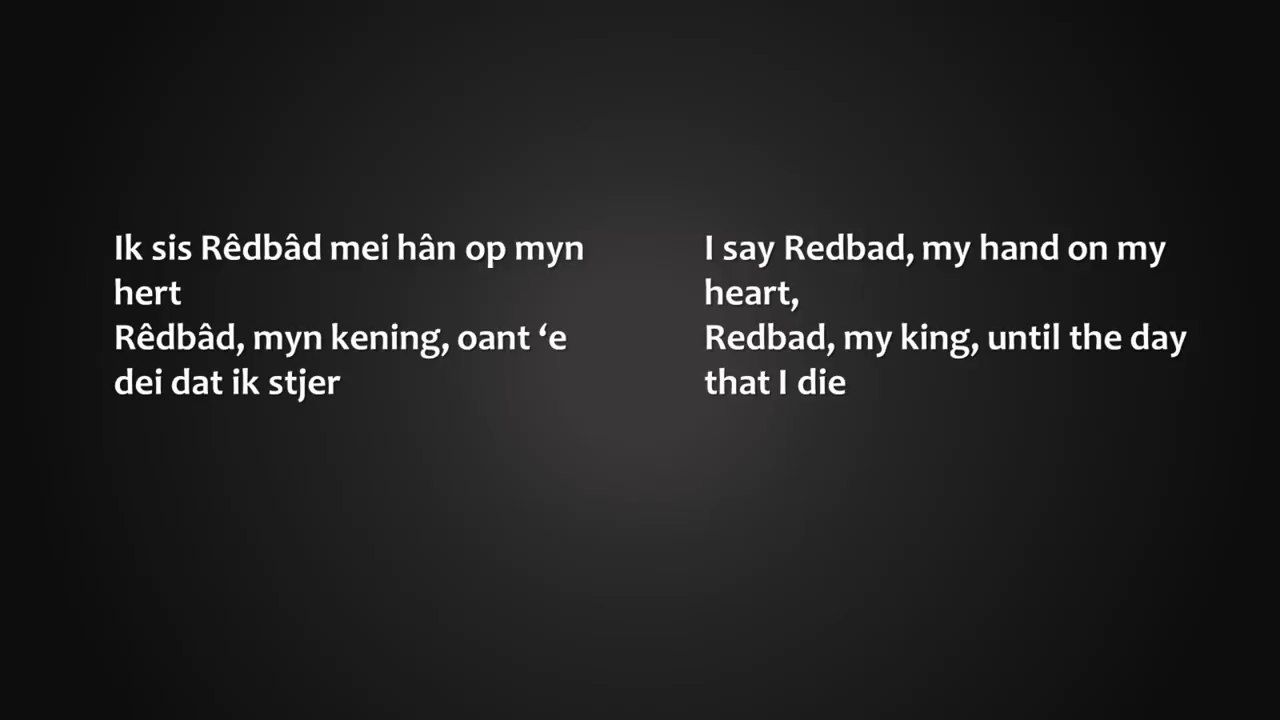 Ik sis Rêdbâd mei hân op myn
hert
Rêdbâd, myn kening, oant ‘e
dei dat ik stjer
I say Redbad, my hand on my
heart,
Redbad, my king, until the day
that I die